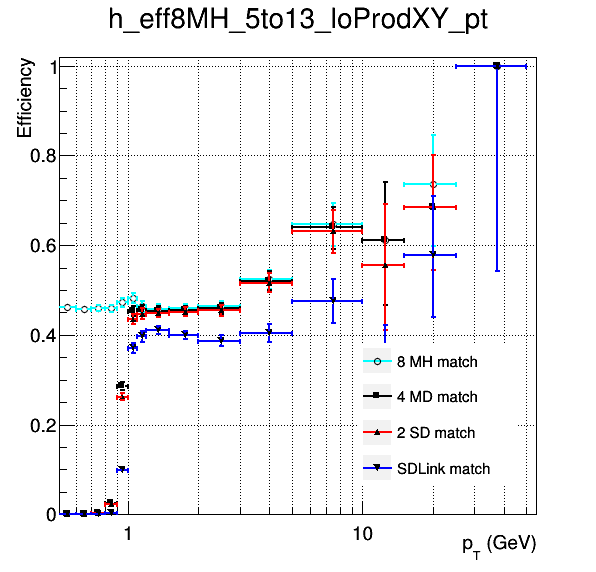 h_eff8MH_5to13_loProdXY_pt
Efficiency
1
0.8
0.6
0.4
0.2
0
8 MH match
4 MD match
2 SD match
SDLink match
1
10
p_T (GeV)